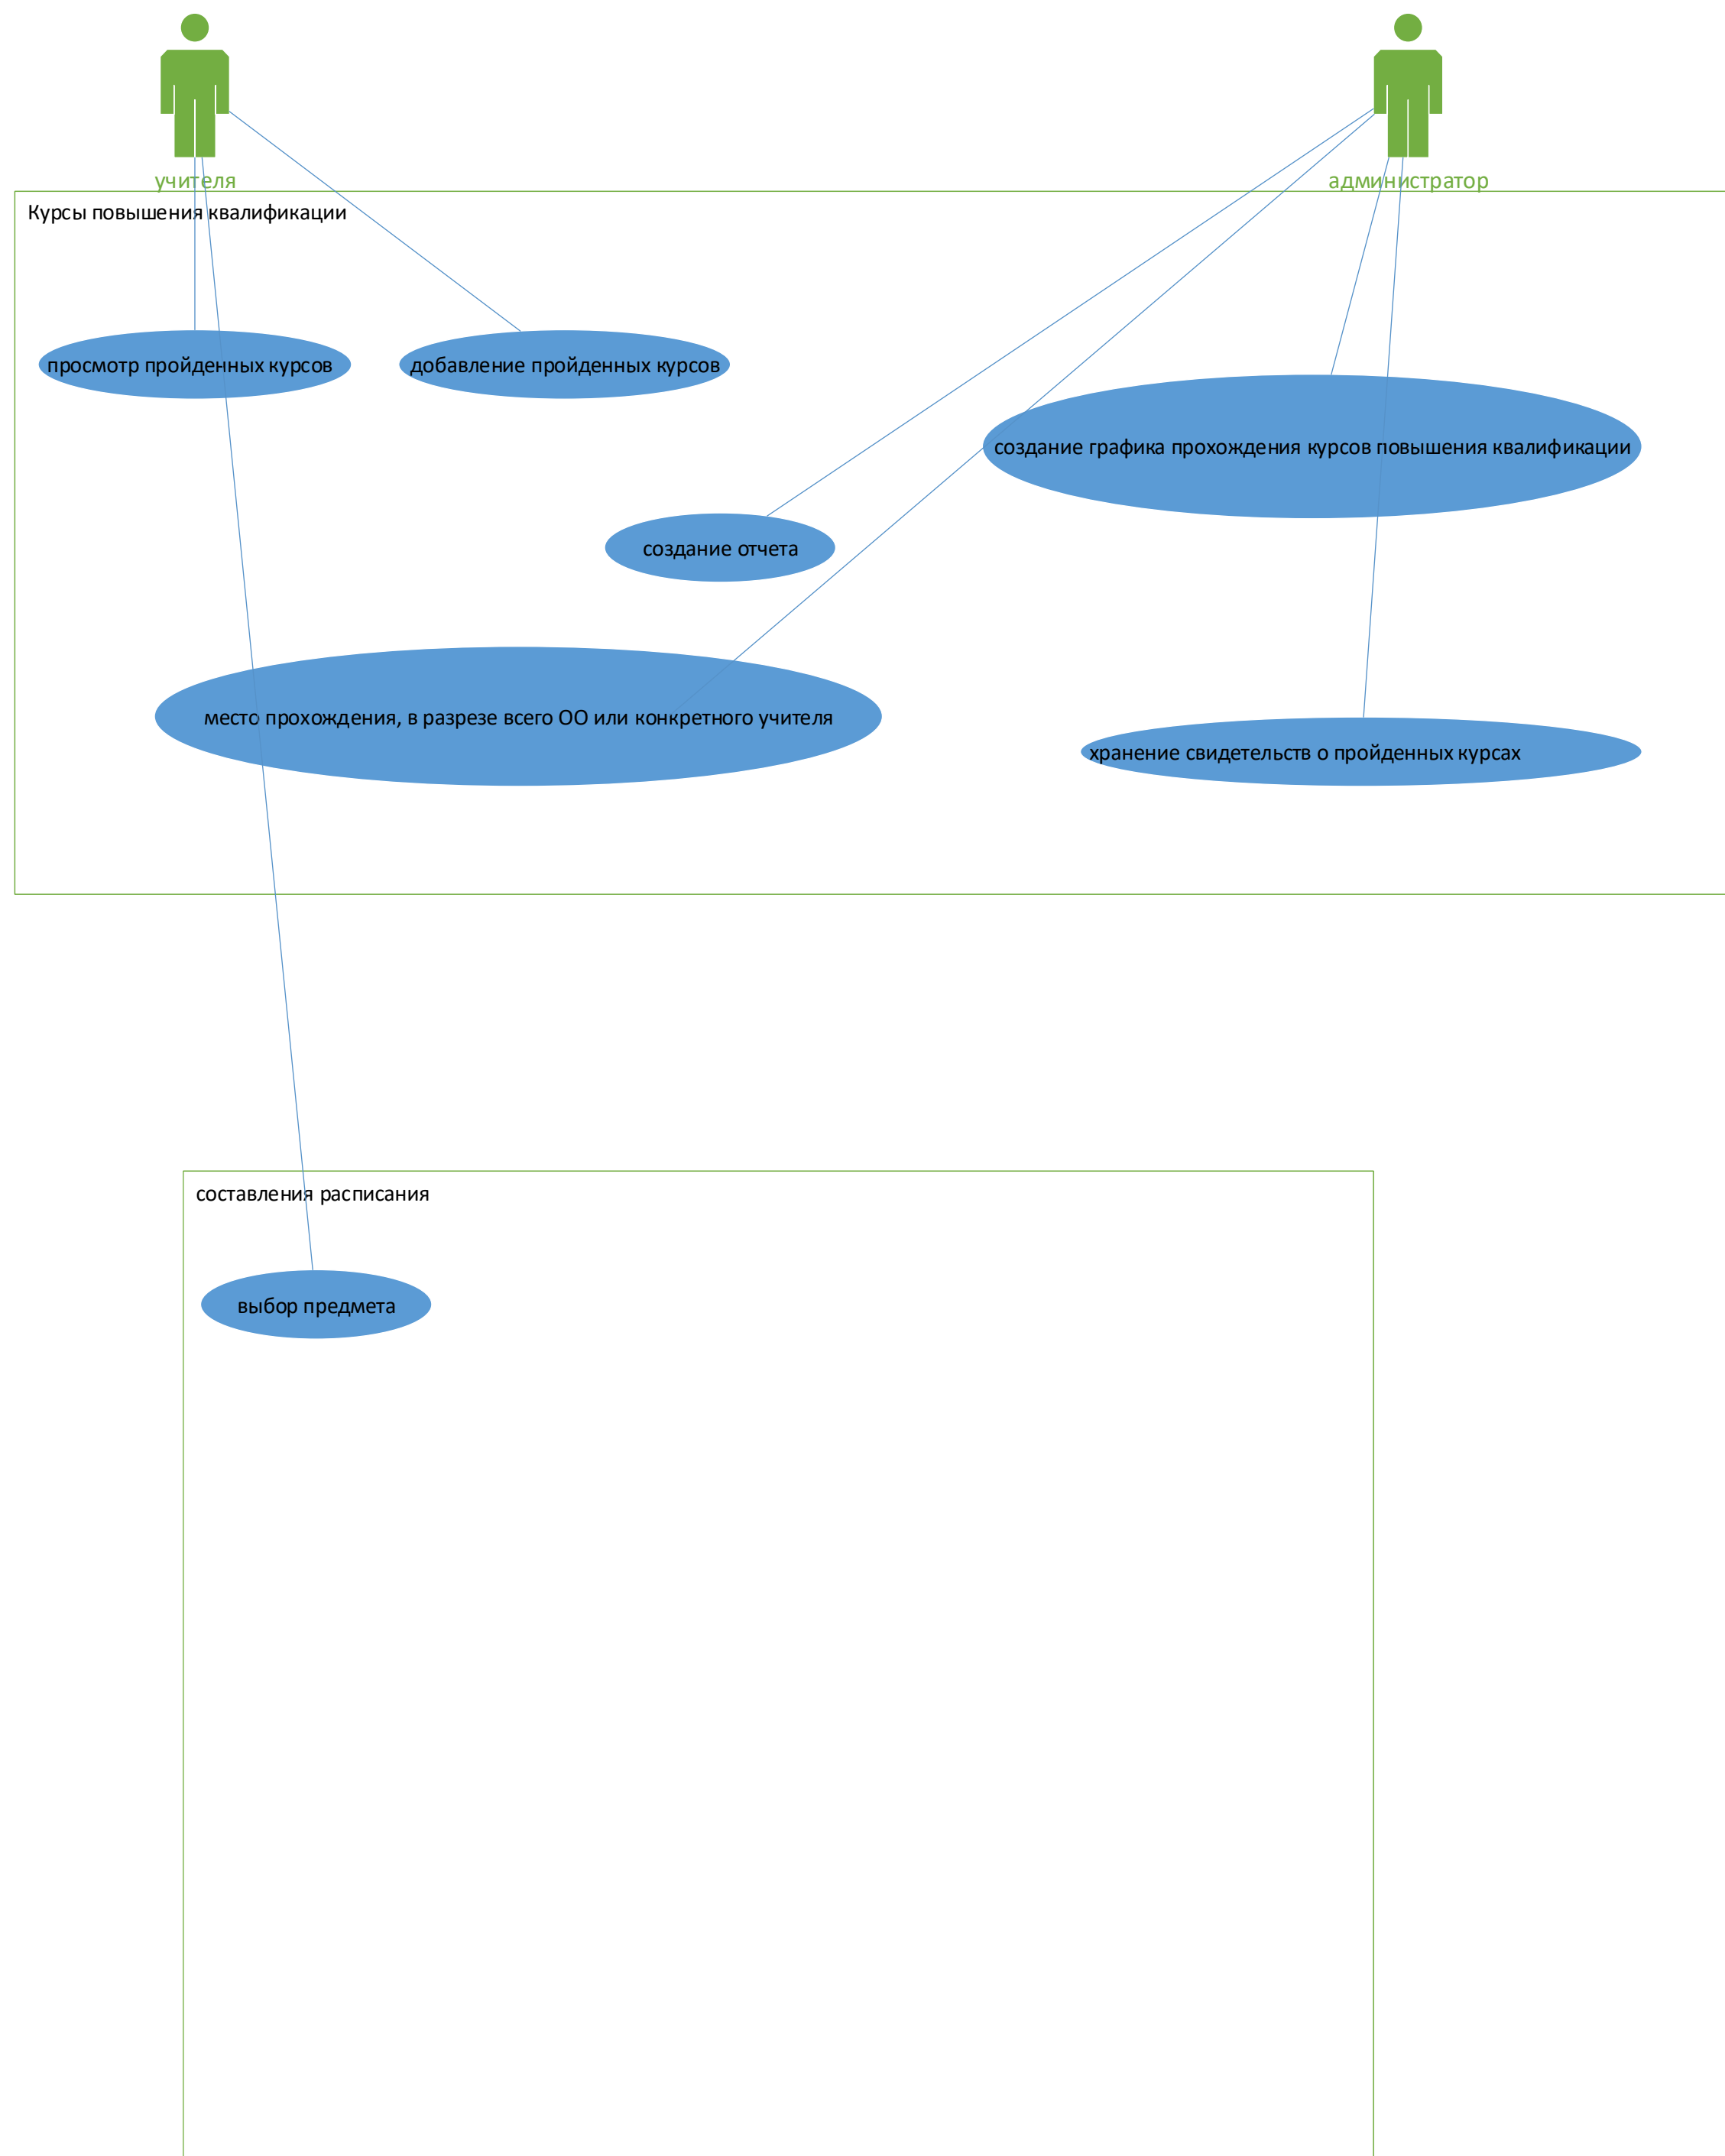 учителя
администратор
Курсы повышения квалификации
просмотр пройденных курсов
добавление пройденных курсов
создание графика прохождения курсов повышения квалификации
создание отчета
место прохождения, в разрезе всего ОО или конкретного учителя
хранение свидетельств о пройденных курсах
составления расписания
выбор предмета